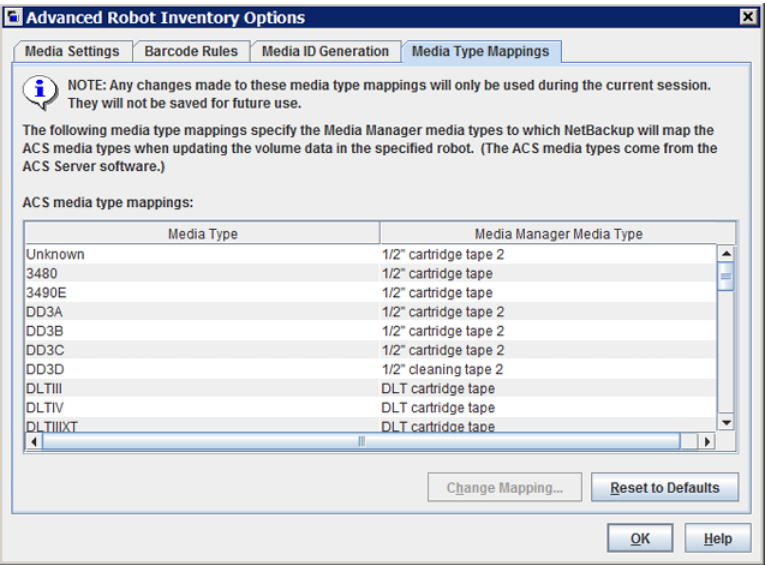 Advanced Robot Inventory Options
Media Settings Barcode Rules Media ID Generation Media Type Mappings
NOTE: Any changes made to these media type mappings will only be used during the current session.
They will not be saved for future use.
The following media type mappings specify the Media Manager media types to which NetBackup will map the
ACS media types when updating the volume data in the specified robot. (The ACS media types come from the
ACS Server software.)
ACS media type mappings:
Media Type Media Manager Media Type
Unknown 1/2" cartridge tape 2
3480 1/2" cartridge tape
3490E 1/2" cartridge tape
DD3A 1/2" cartridge tape 2
DD3B 1/2" cartridge tape 2
DD3C 1/2" cartridge tape 2
DD3D 1/2" cleaning tape 2
DLTIII DLT cartridge tape
DLTIV DLT cartridge tape
DLTIIIXT DLT cartridge tape
Change Mapping... Reset to Defaults
OK Help